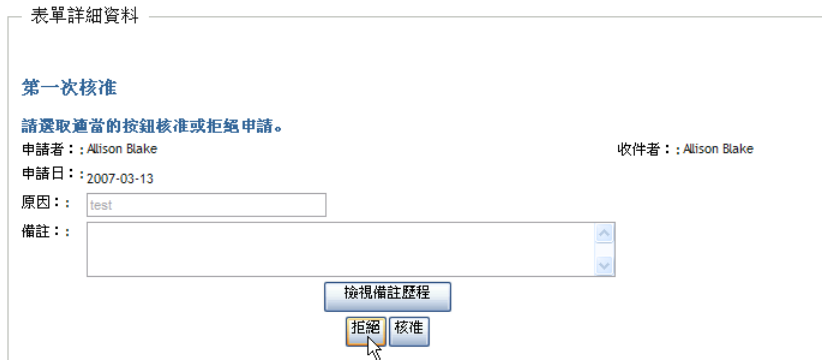 表單詳細資料
第一次核准
請選取適當的按鈕核准或拒絕申請。
申請者：: Allison Blake 收件者：: Allison Blake
申請日：: 2007-03-13
原因：: test
備註：:
檢視備註歷程
拒絕 核准